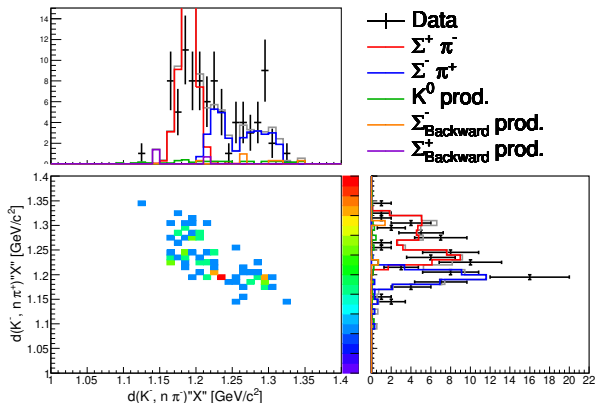 Data
Σ⁺ π⁻
Σ⁻ π⁺
K⁰ prod.
Σ⁻Backward prod.
Σ⁺Backward prod.
14
12
10
8
6
4
2
0
1.4
1.35
1.3
1.25
1.2
1.15
1.1
1.05
1
d(K⁻, n π⁺)"X" [GeV/c²]
1 1.05 1.1 1.15 1.2 1.25 1.3 1.35 1.4
d(K⁻, n π⁻)"X" [GeV/c²]
0 2 4 6 8 10 12 14 16 18 20 22